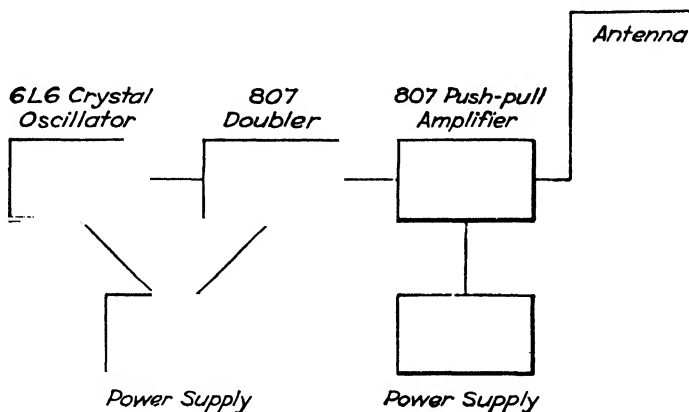 Antenna
6L6 Crystal
Oscillator
807
Doubler
807 Push-pull
Amplifier
Power Supply
Power Supply